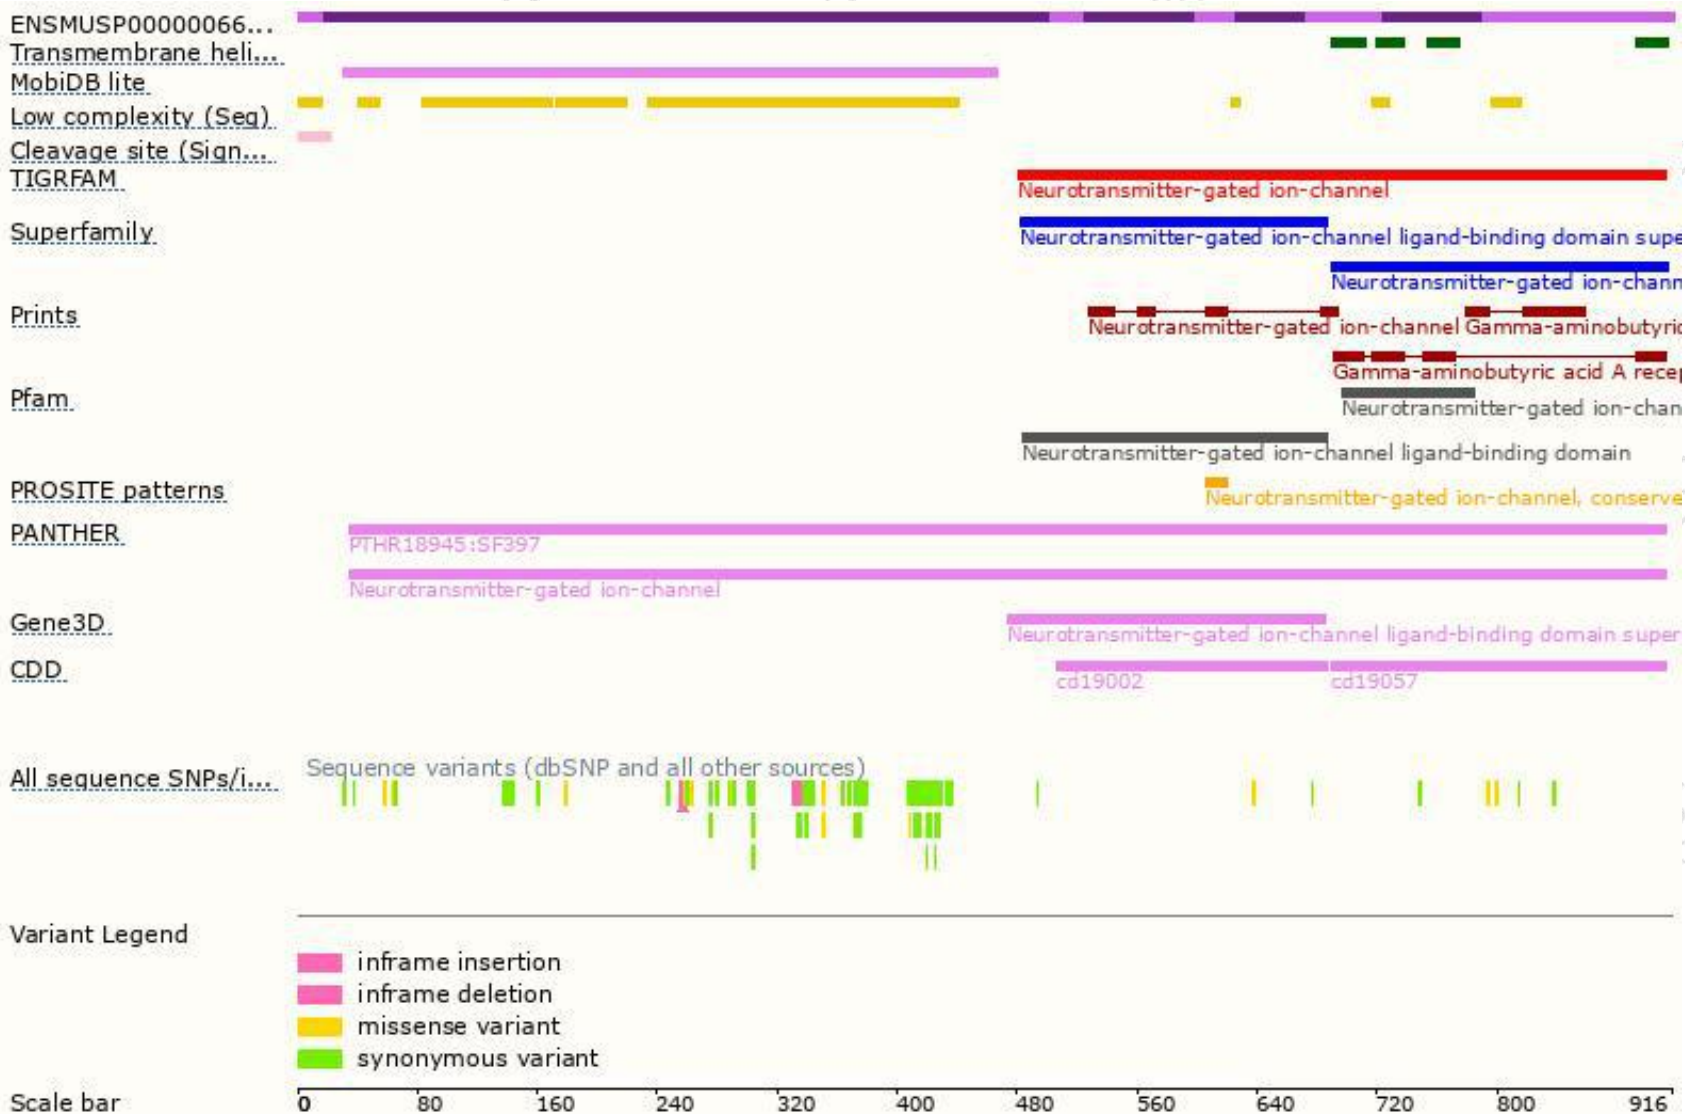 ENSMUSP00000066...
Transmembrane heli...
MobiDB lite
Low complexity (Seg)
Cleavage site (Sign...
TIGRFAM
Neurotransmitter-gated ion-channel
Superfamily
Neurotransmitter-gated ion-channel ligand-binding domain supe
Neurotransmitter-gated ion-chann
Prints
Neurotransmitter-gated ion-channel Gamma-aminobutyric
Gamma-aminobutyric acid A recep
Pfam
Neurotransmitter-gated ion-chan
Neurotransmitter-gated ion-channel ligand-binding domain
PROSITE patterns
Neurotransmitter-gated ion-channel, conserve
PANTHER
PTHR18945:SF397
Neurotransmitter-gated ion-channel
Gene3D
Neurotransmitter-gated ion-channel ligand-binding domain super
CDD
cd19002 cd19057
Sequence variants (dbSNP and all other sources)
All sequence SNPs/i...
Variant Legend
inframe insertion
inframe deletion
missense variant
synonymous variant
Scale bar 0 80 160 240 320 400 480 560 640 720 800 916